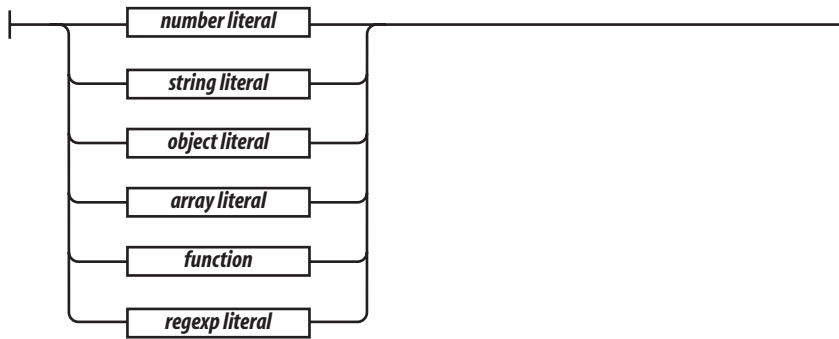 number literal
string literal
object literal
array literal
function
regexp literal